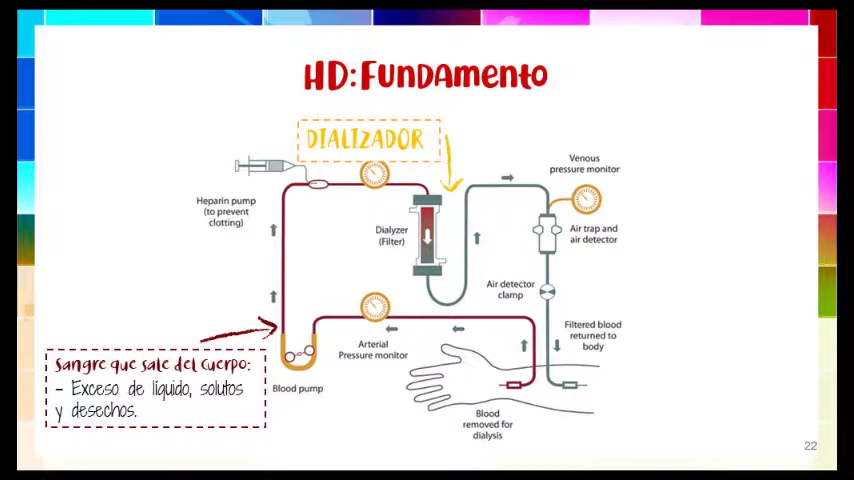 HD: Fundamento
DIALIZADOR
Venous
pressure monitor
Heparin pump
(to prevent
clotting)
Dialyzer
(Filter)
Air trap and
air detector
Air detector
clamp
Arterial
Pressure monitor
Filtered blood
returned to
body
Sangre que sale del cuerpo:
- Exceso de líquido, solutos
y desechos.
Blood pump
Blood
removed for
dialysis
22